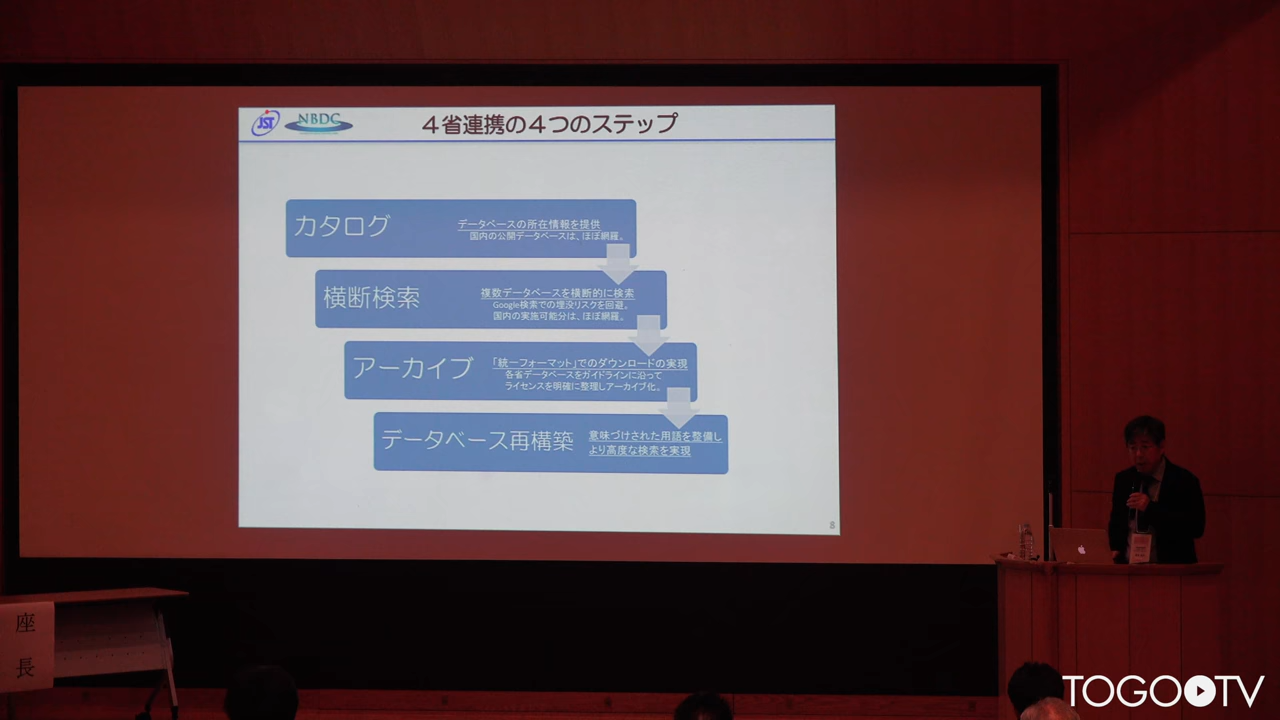 JST
NBDC
4省連携の4つのステップ
カタログ
データベースの所在情報を提供
国内の公開データベースは、ほぼ網羅。
横断検索
複数データベースを横断的に検索
Google検索での埋没リスクを回避。
国内の実施可能分は、ほぼ網羅。
アーカイブ
「統一フォーマット」でのダウンロードの実現
各省データベースをガイドラインに沿って
ライセンスを明確に整理しアーカイブ化。
データベース再構築
意味づけされた用語を整備し
より高度な検索を実現
8
座長
TOGOTV